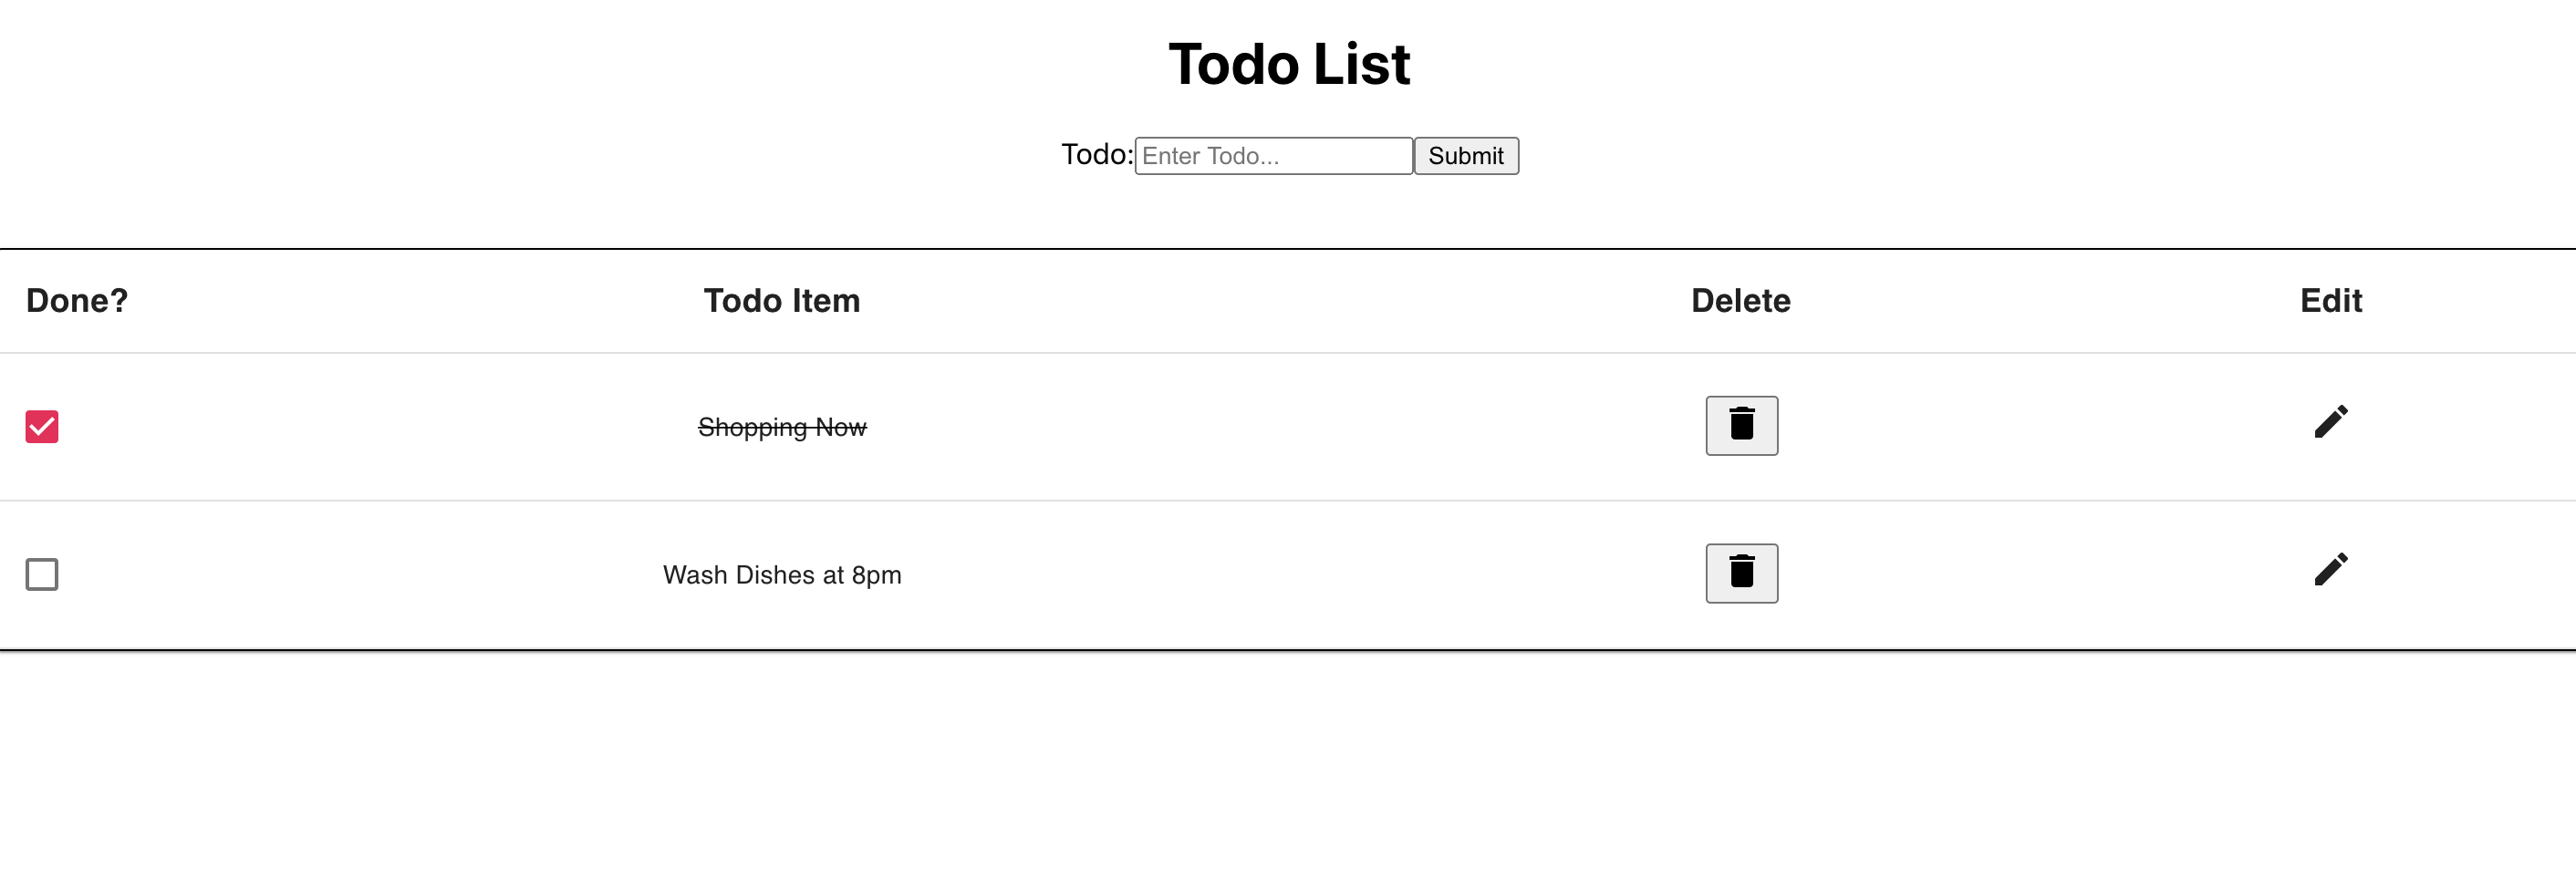 Todo List
Todo: Enter Todo... Submit
Done? Todo Item Delete Edit
Shopping Now
Wash Dishes at 8pm